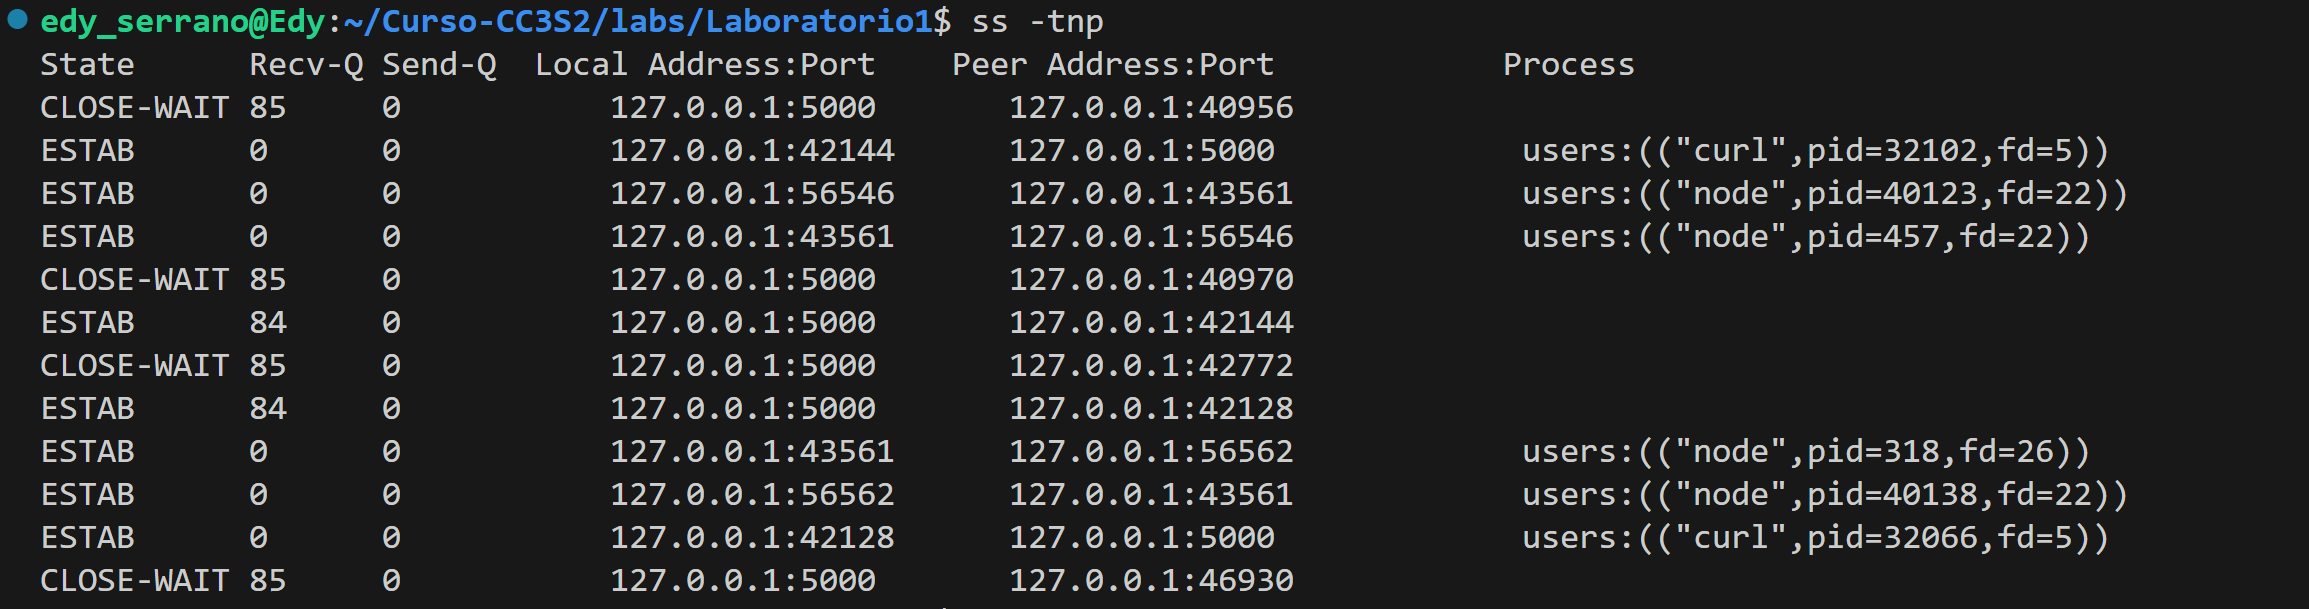 edy_serrano@Edy:~/Curso-CC3S2/labs/Laboratorio1$ ss -tnp
State Recv-Q Send-Q Local Address:Port Peer Address:Port Process
CLOSE-WAIT 85 0 127.0.0.1:5000 127.0.0.1:40956
ESTAB 0 0 127.0.0.1:42144 127.0.0.1:5000 users:(("curl",pid=32102,fd=5))
ESTAB 0 0 127.0.0.1:56546 127.0.0.1:43561 users:(("node",pid=40123,fd=22))
ESTAB 0 0 127.0.0.1:43561 127.0.0.1:56546 users:(("node",pid=457,fd=22))
CLOSE-WAIT 85 0 127.0.0.1:5000 127.0.0.1:40970
ESTAB 84 0 127.0.0.1:5000 127.0.0.1:42144
CLOSE-WAIT 85 0 127.0.0.1:5000 127.0.0.1:42772
ESTAB 84 0 127.0.0.1:5000 127.0.0.1:42128
ESTAB 0 0 127.0.0.1:43561 127.0.0.1:56562 users:(("node",pid=318,fd=26))
ESTAB 0 0 127.0.0.1:56562 127.0.0.1:43561 users:(("node",pid=40138,fd=22))
ESTAB 0 0 127.0.0.1:42128 127.0.0.1:5000 users:(("curl",pid=32066,fd=5))
CLOSE-WAIT 85 0 127.0.0.1:5000 127.0.0.1:46930